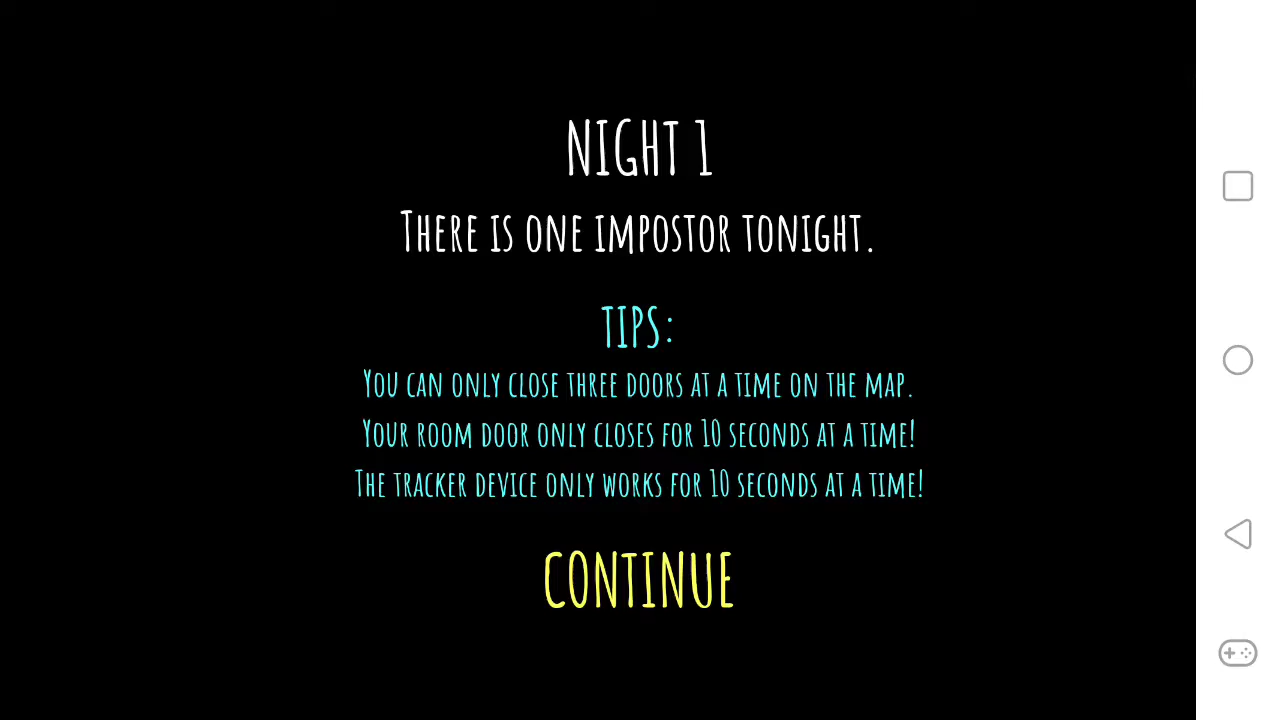 NIGHT 1
THERE IS ONE IMPOSTOR TONIGHT.
TIPS:
YOU CAN ONLY CLOSE THREE DOORS AT A TIME ON THE MAP.
YOUR ROOM DOOR ONLY CLOSES FOR 10 SECONDS AT A TIME!
THE TRACKER DEVICE ONLY WORKS FOR 10 SECONDS AT A TIME!
CONTINUE